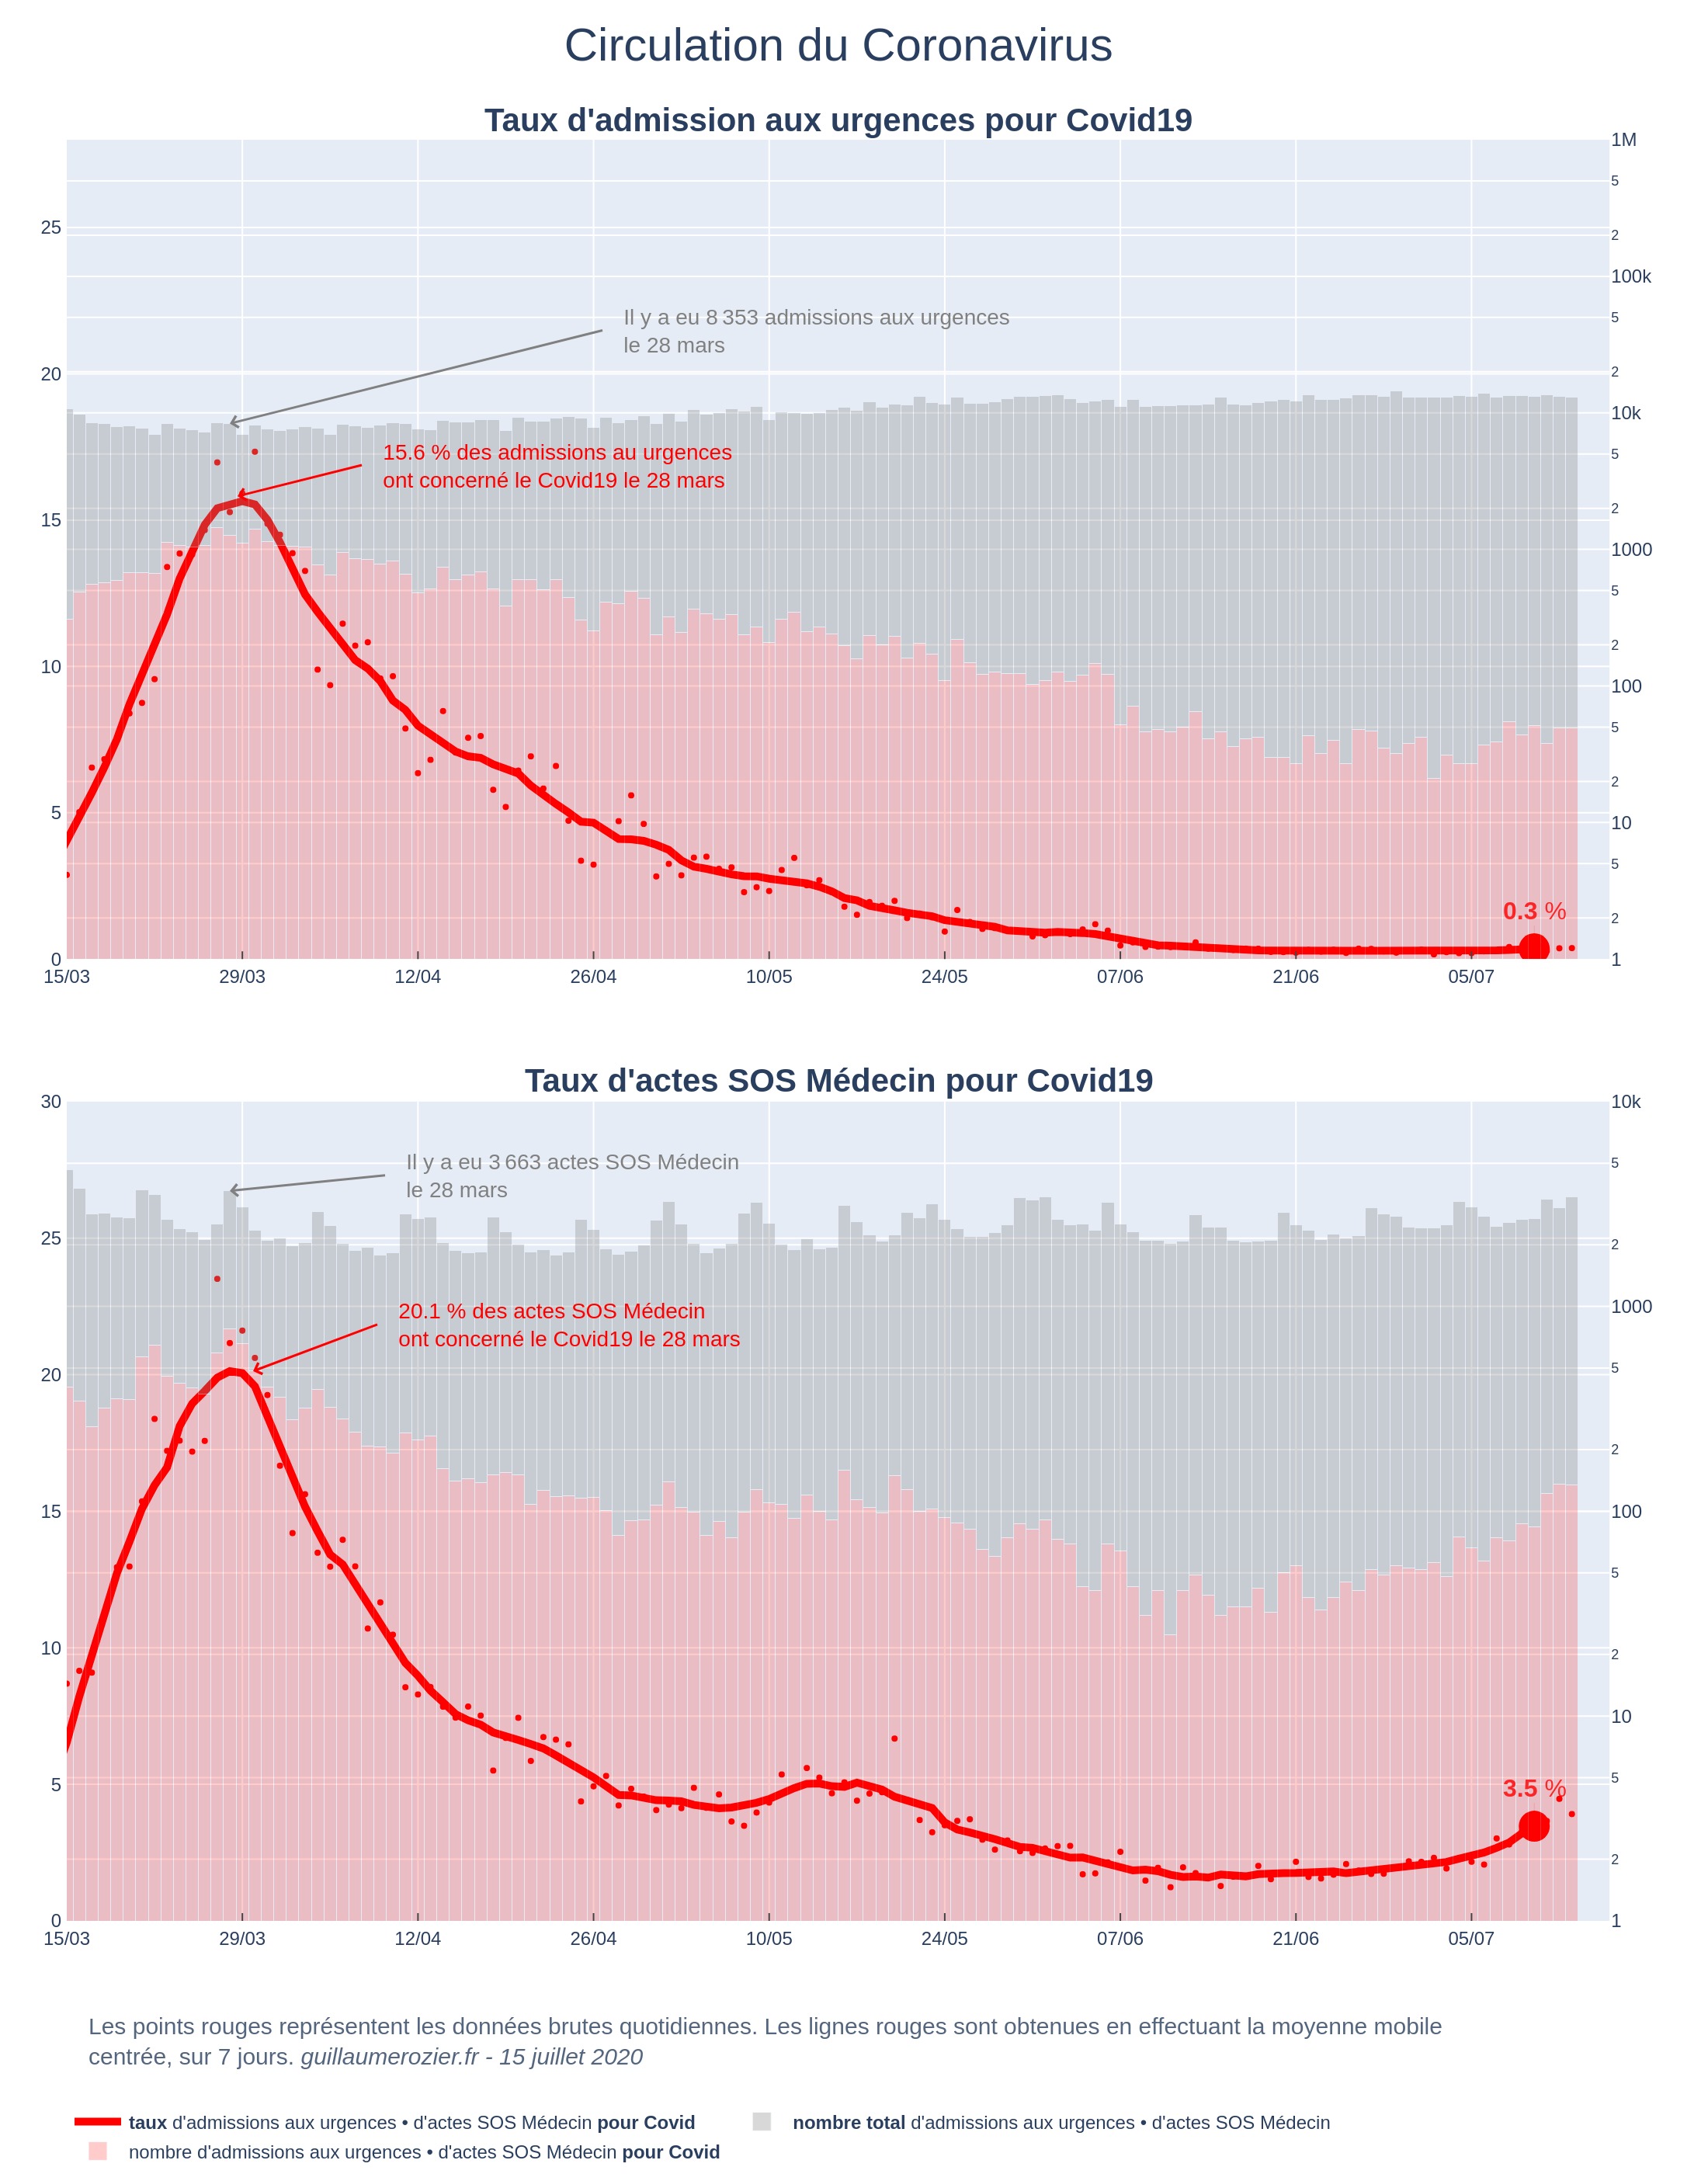 Circulation du Coronavirus
Taux d'admission aux urgences pour Covid19
1M
5
25
2
100k
Il y a eu 8 353 admissions aux urgences
5
le 28 mars
20
2
10k
15.6 % des admissions au urgences
5
ont concerné le Covid19 le 28 mars
15
2
1000
5
10
2
100
5
2
5
10
5
0.3 %
2
0
1
15/03 29/03 12/04 26/04 10/05 24/05 07/06 21/06 05/07
Taux d'actes SOS Médecin pour Covid19
30
10k
Il y a eu 3 663 actes SOS Médecin
5
le 28 mars
25
2
20.1 % des actes SOS Médecin
1000
ont concerné le Covid19 le 28 mars
20
5
2
15
100
5
10
2
10
5
5
3.5 %
2
0
1
15/03 29/03 12/04 26/04 10/05 24/05 07/06 21/06 05/07
Les points rouges représentent les données brutes quotidiennes. Les lignes rouges sont obtenues en effectuant la moyenne mobile
centrée, sur 7 jours. guillaumerozier.fr - 15 juillet 2020
taux d'admissions aux urgences • d'actes SOS Médecin pour Covid
nombre total d'admissions aux urgences • d'actes SOS Médecin
nombre d'admissions aux urgences • d'actes SOS Médecin pour Covid